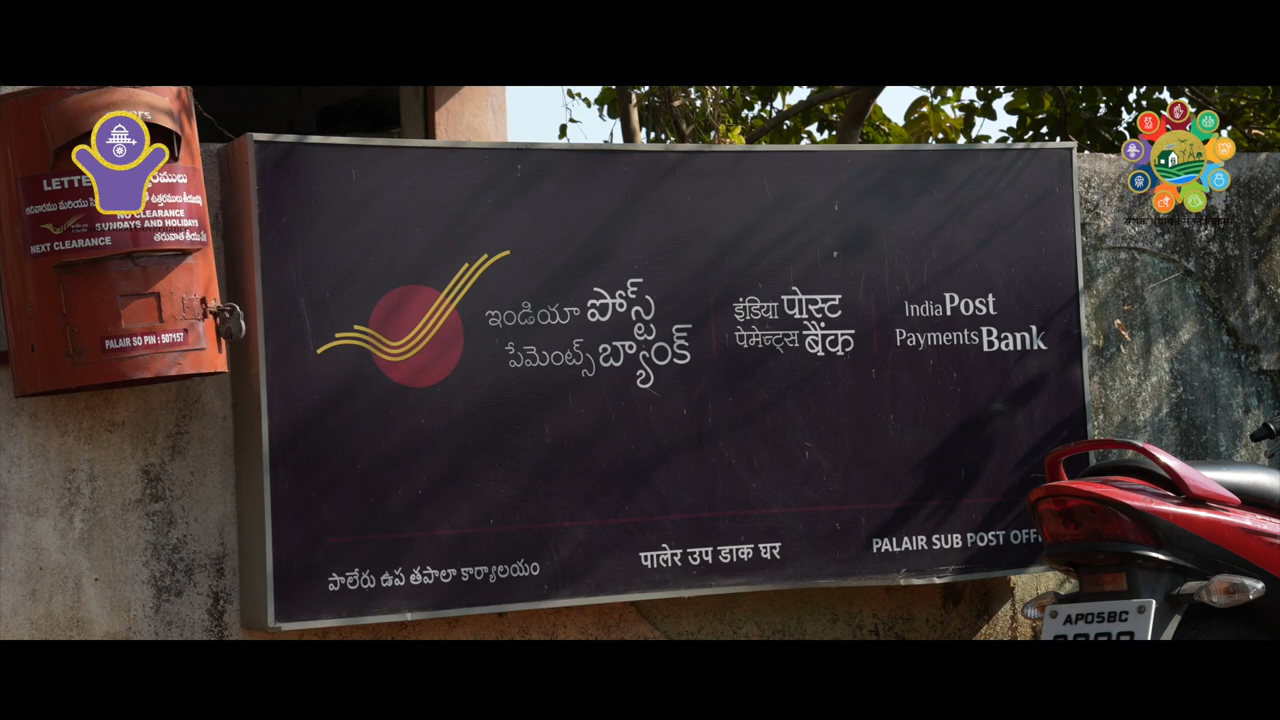 LETTE
త్తరములు
NO CLEARANCE
SUNDAYS AND HOLIDAYS
NEXT CLEARANCE
PALAIR SO PIN : 507157
ఇండియా పోస్ట్
పేమెంట్స్ బ్యాంక్
इंडिया पोस्ट
पेमेन्ट्स बैंक
India Post
Payments Bank
పాలేరు ఉప తపాలా కార్యాలయం
पालेर उप डाक घर
PALAIR SUB POST OFF
AP05BC